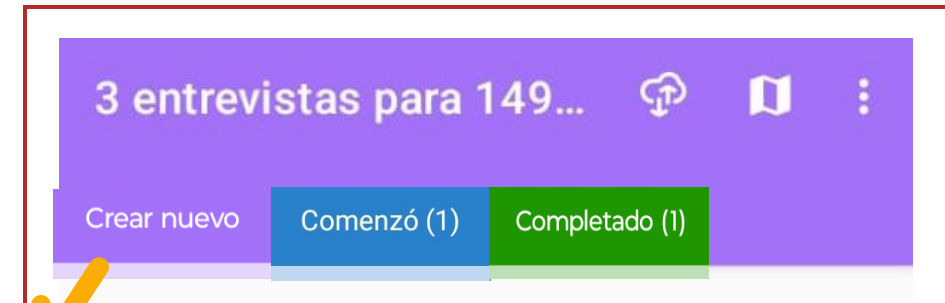 3 entrevistas para 149...
Crear nuevo Comenzó (1) Completado (1)